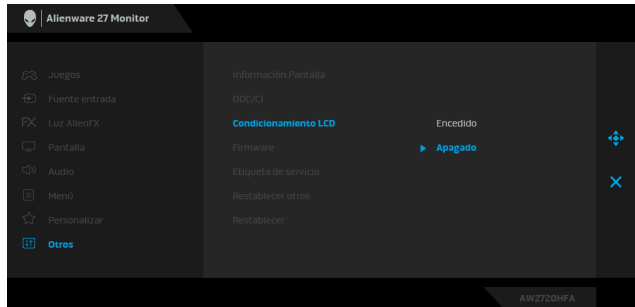 Alienware 27 Monitor
Juegos
Información Pantalla
Fuente entrada
DDC/CI
FX Luz AlienFX
Condicionamiento LCD
Encedido
Pantalla
Firmware
Apagado
Audio
Etiqueta de servicio
Menú
Restablecer otros
Personalizar
Restablecer
Otros
AW2720HFA